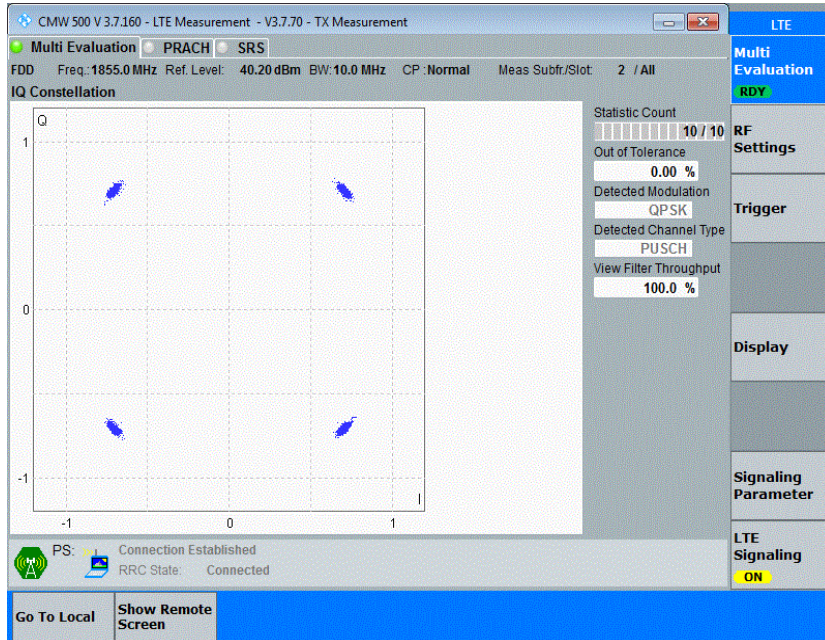 CMW 500 V 3.7.160 - LTE Measurement - V3.7.70 - TX Measurement
LTE
Multi Evaluation PRACH SRS
FDD Freq.: 1855.0 MHz Ref. Level: 40.20 dBm BW: 10.0 MHz CP : Normal Meas Subfr./Slot: 2 / All
IQ Constellation
Q
1
0
-1
-1
0
1
I
Statistic Count
10 / 10
Out of Tolerance
0.00 %
Detected Modulation
QPSK
Detected Channel Type
PUSCH
View Filter Throughput
100.0 %
Multi
Evaluation
RDY
RF
Settings
Trigger
Display
Signaling
Parameter
LTE
Signaling
ON
PS: Connection Established
RRC State: Connected
Go To Local
Show Remote
Screen